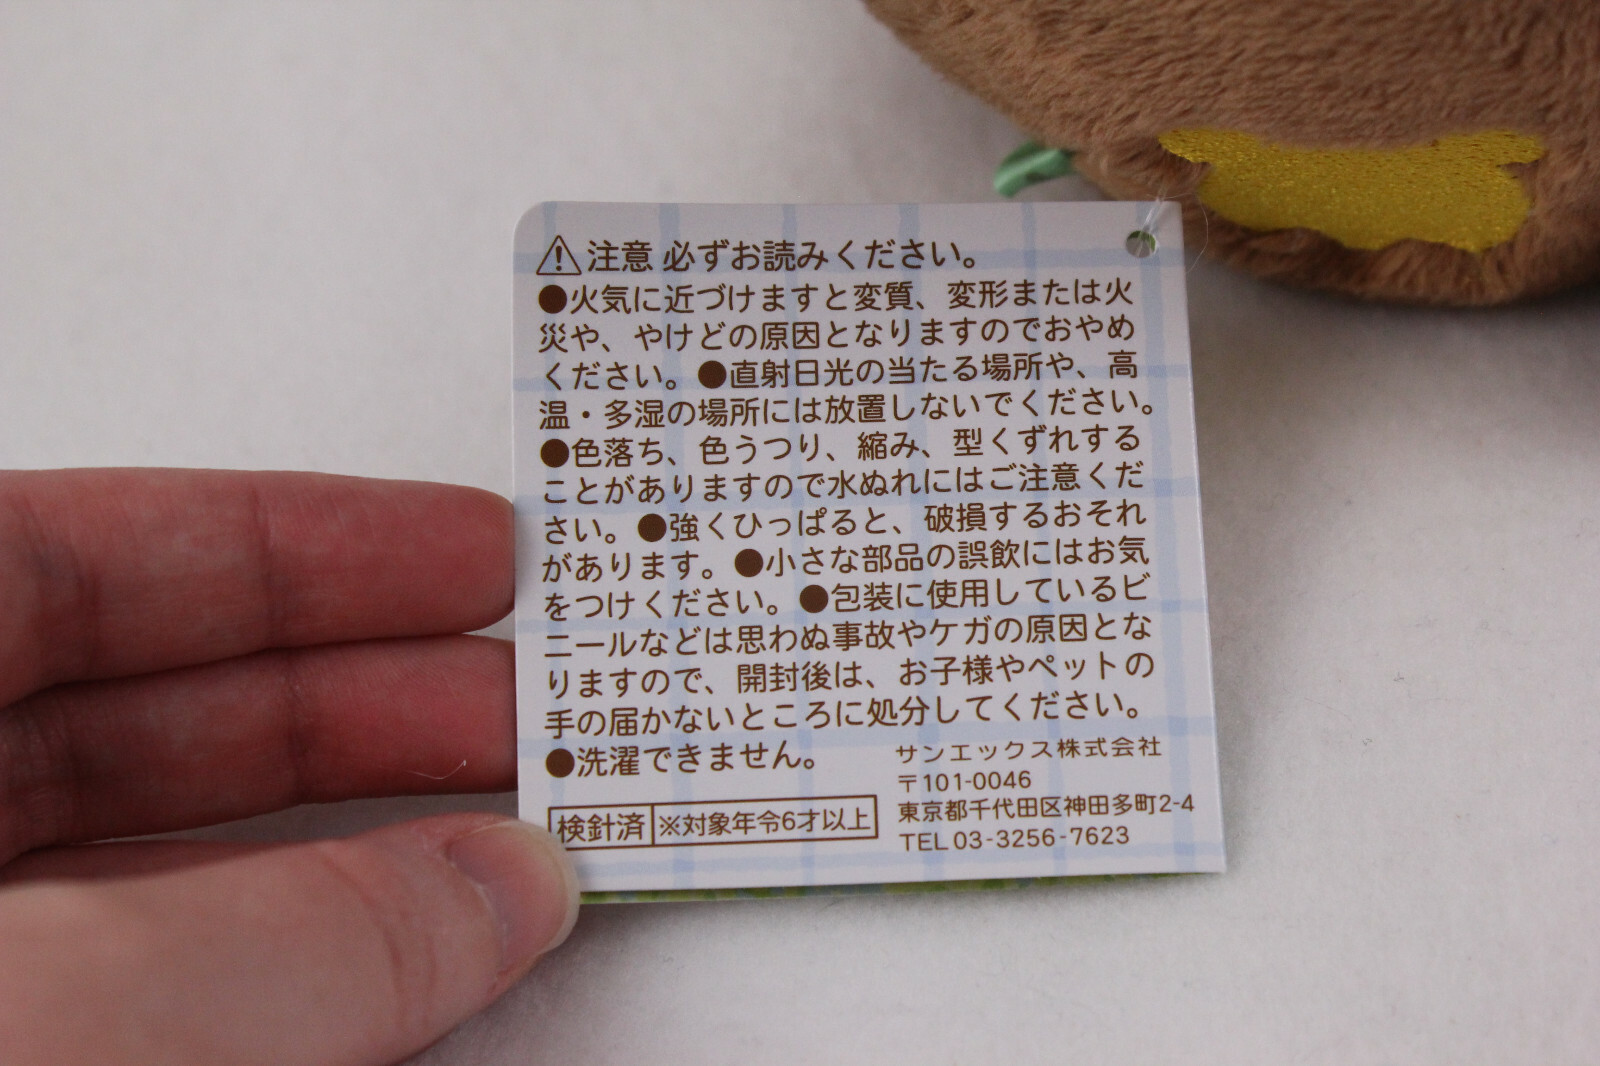 ⚠注意 必ずお読みください。
●火気に近づけますと変質、変形または火
災や、やけどの原因となりますのでおやめ
ください。●直射日光の当たる場所や、高
温・多湿の場所には放置しないでください。
●色落ち、色うつり、縮み、型くずれする
ことがありますので水ぬれにはご注意くだ
さい。●強くひっぱると、破損するおそれ
があります。●小さな部品の誤飲にはお気
をつけください。●包装に使用しているビ
ニールなどは思わぬ事故やケガの原因とな
りますので、開封後は、お子様やペットの
手の届かないところに処分してください。
●洗濯できません。
検針済 ※対象年令6才以上
サンエックス株式会社
〒101-0046
東京都千代田区神田多町2-4
TEL 03-3256-7623